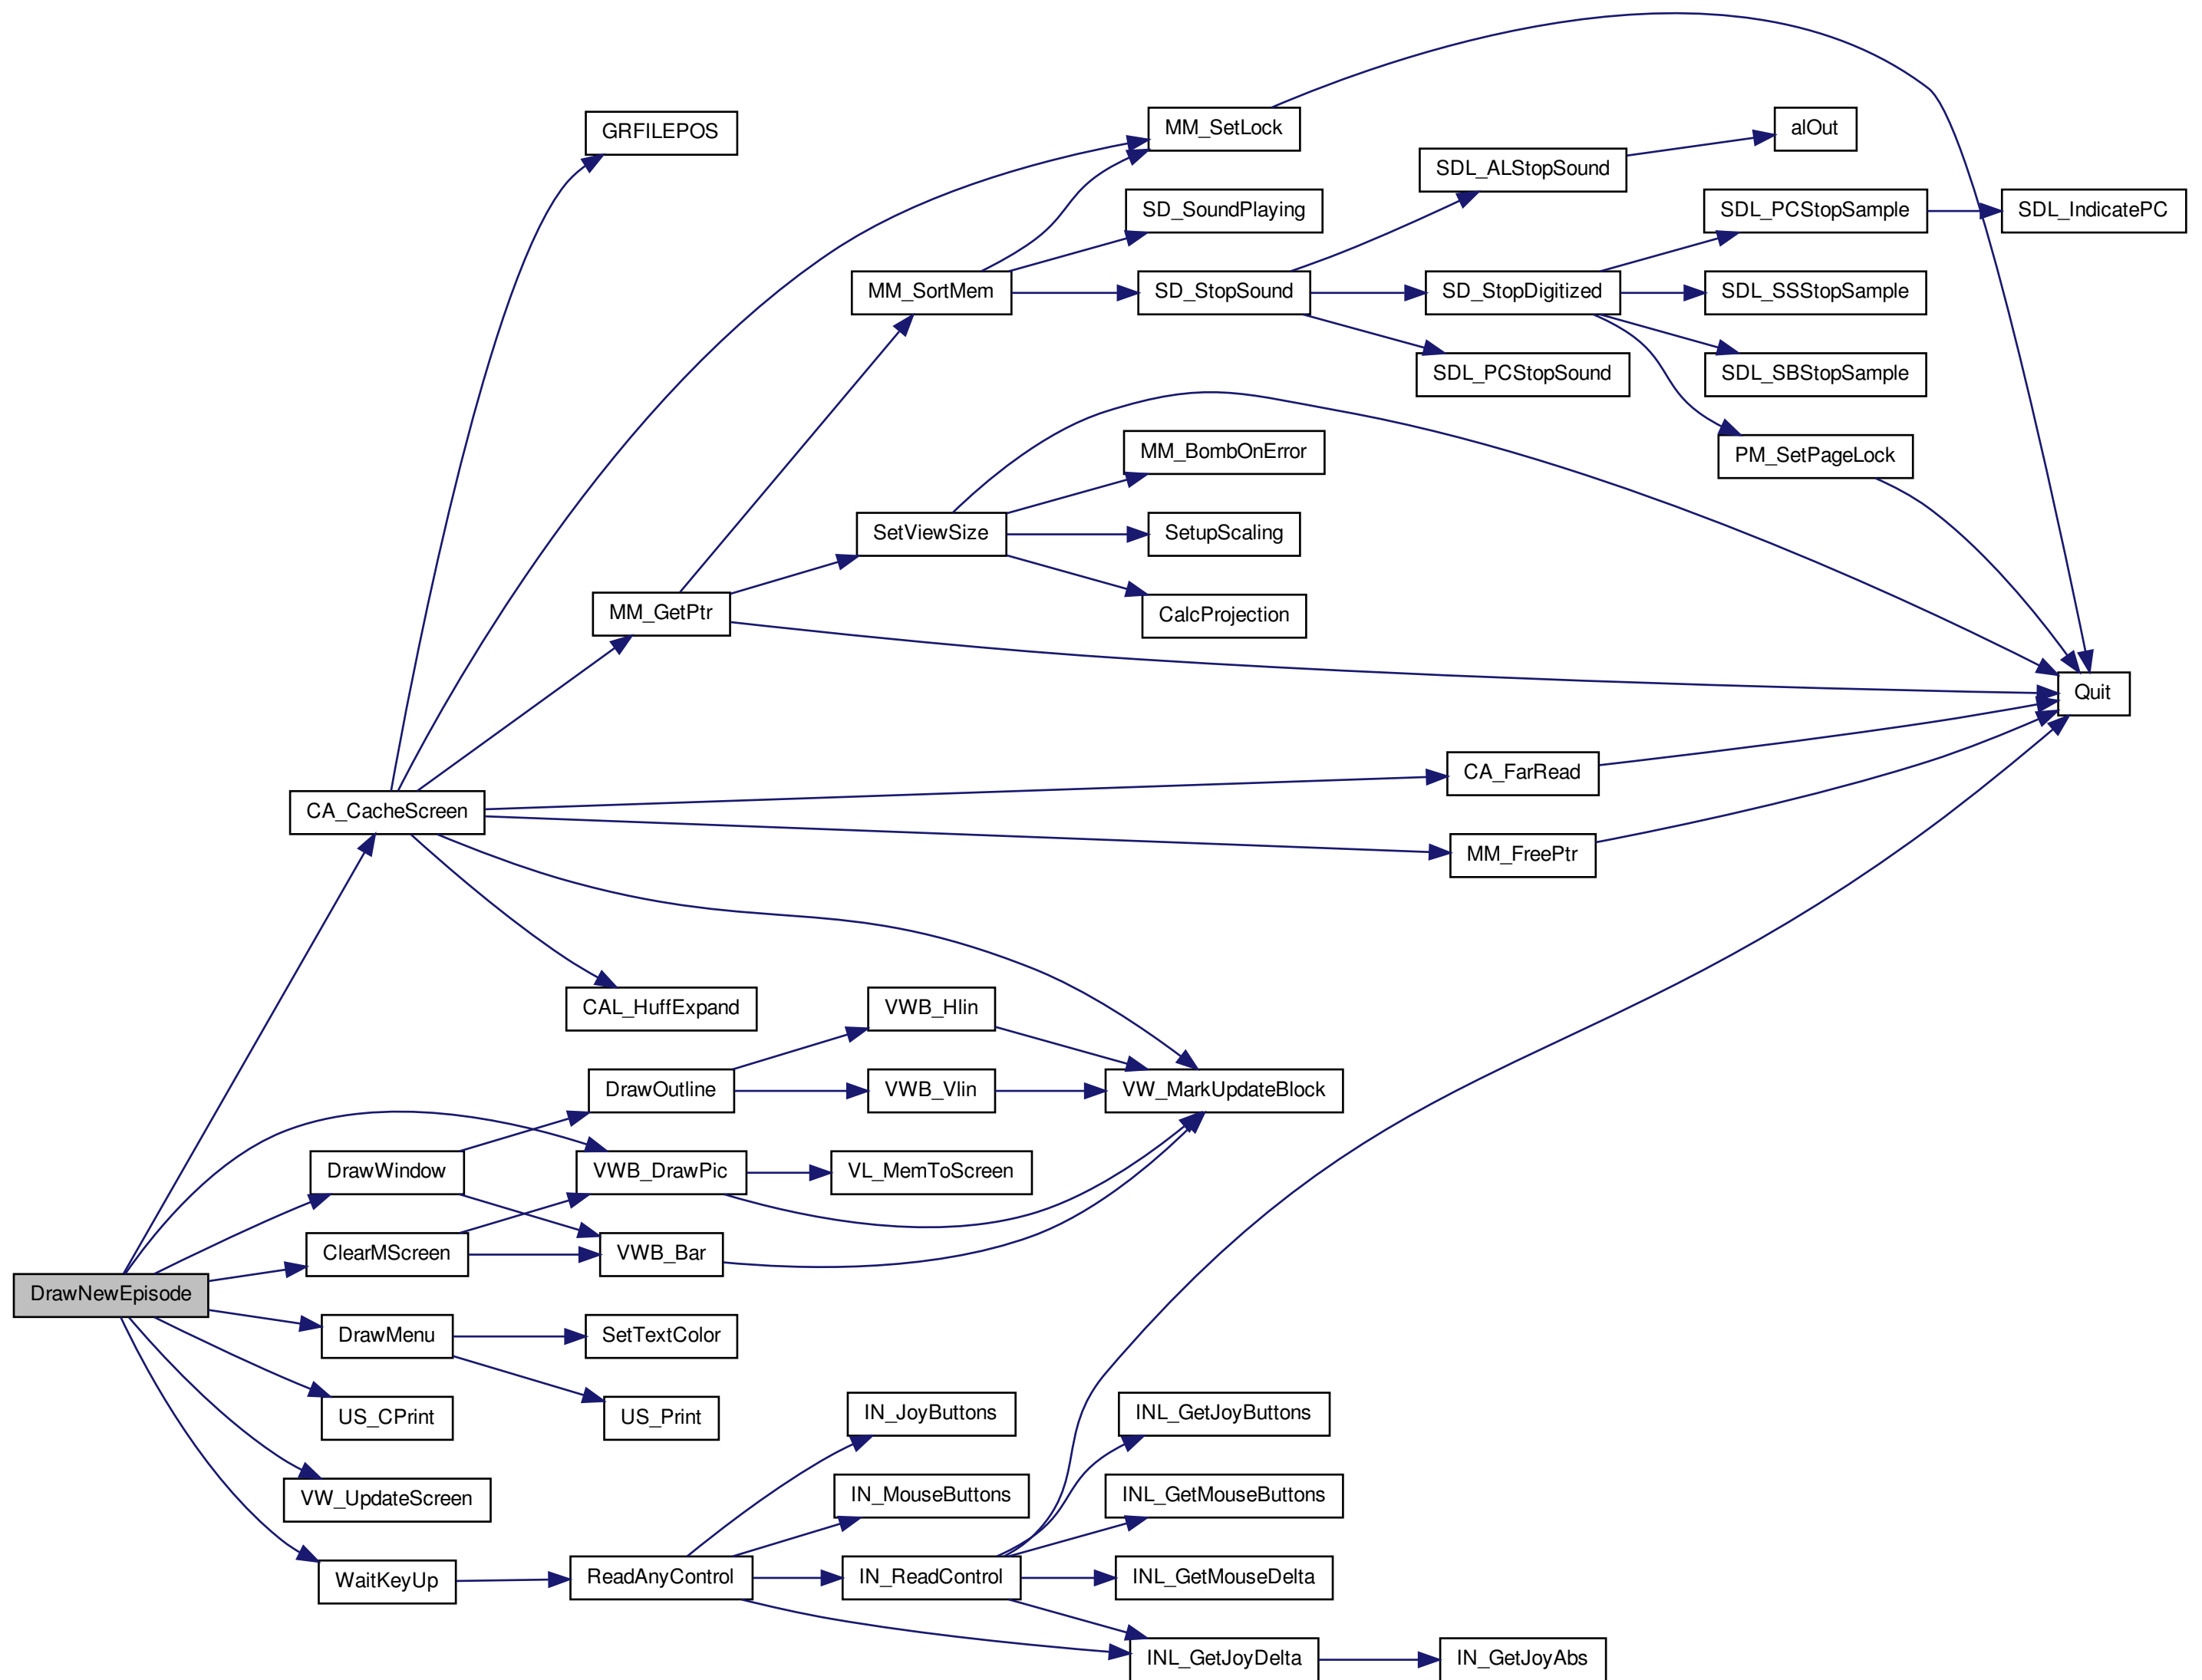 GRFILEPOS
MM_SetLock
alOut
SDL_ALStopSound
SD_SoundPlaying
SDL_PCStopSample
SDL_IndicatePC
MM_SortMem
SD_StopSound
SD_StopDigitized
SDL_SSStopSample
SDL_PCStopSound
SDL_SBStopSample
MM_BombOnError
PM_SetPageLock
SetViewSize
SetupScaling
MM_GetPtr
CalcProjection
Quit
CA_FarRead
CA_CacheScreen
MM_FreePtr
CAL_HuffExpand
VWB_Hlin
DrawOutline
VWB_Vlin
VW_MarkUpdateBlock
DrawWindow
VWB_DrawPic
VL_MemToScreen
ClearMScreen
VWB_Bar
DrawNewEpisode
DrawMenu
SetTextColor
US_CPrint
US_Print
IN_JoyButtons
INL_GetJoyButtons
VW_UpdateScreen
IN_MouseButtons
INL_GetMouseButtons
WaitKeyUp
ReadAnyControl
IN_ReadControl
INL_GetMouseDelta
INL_GetJoyDelta
IN_GetJoyAbs